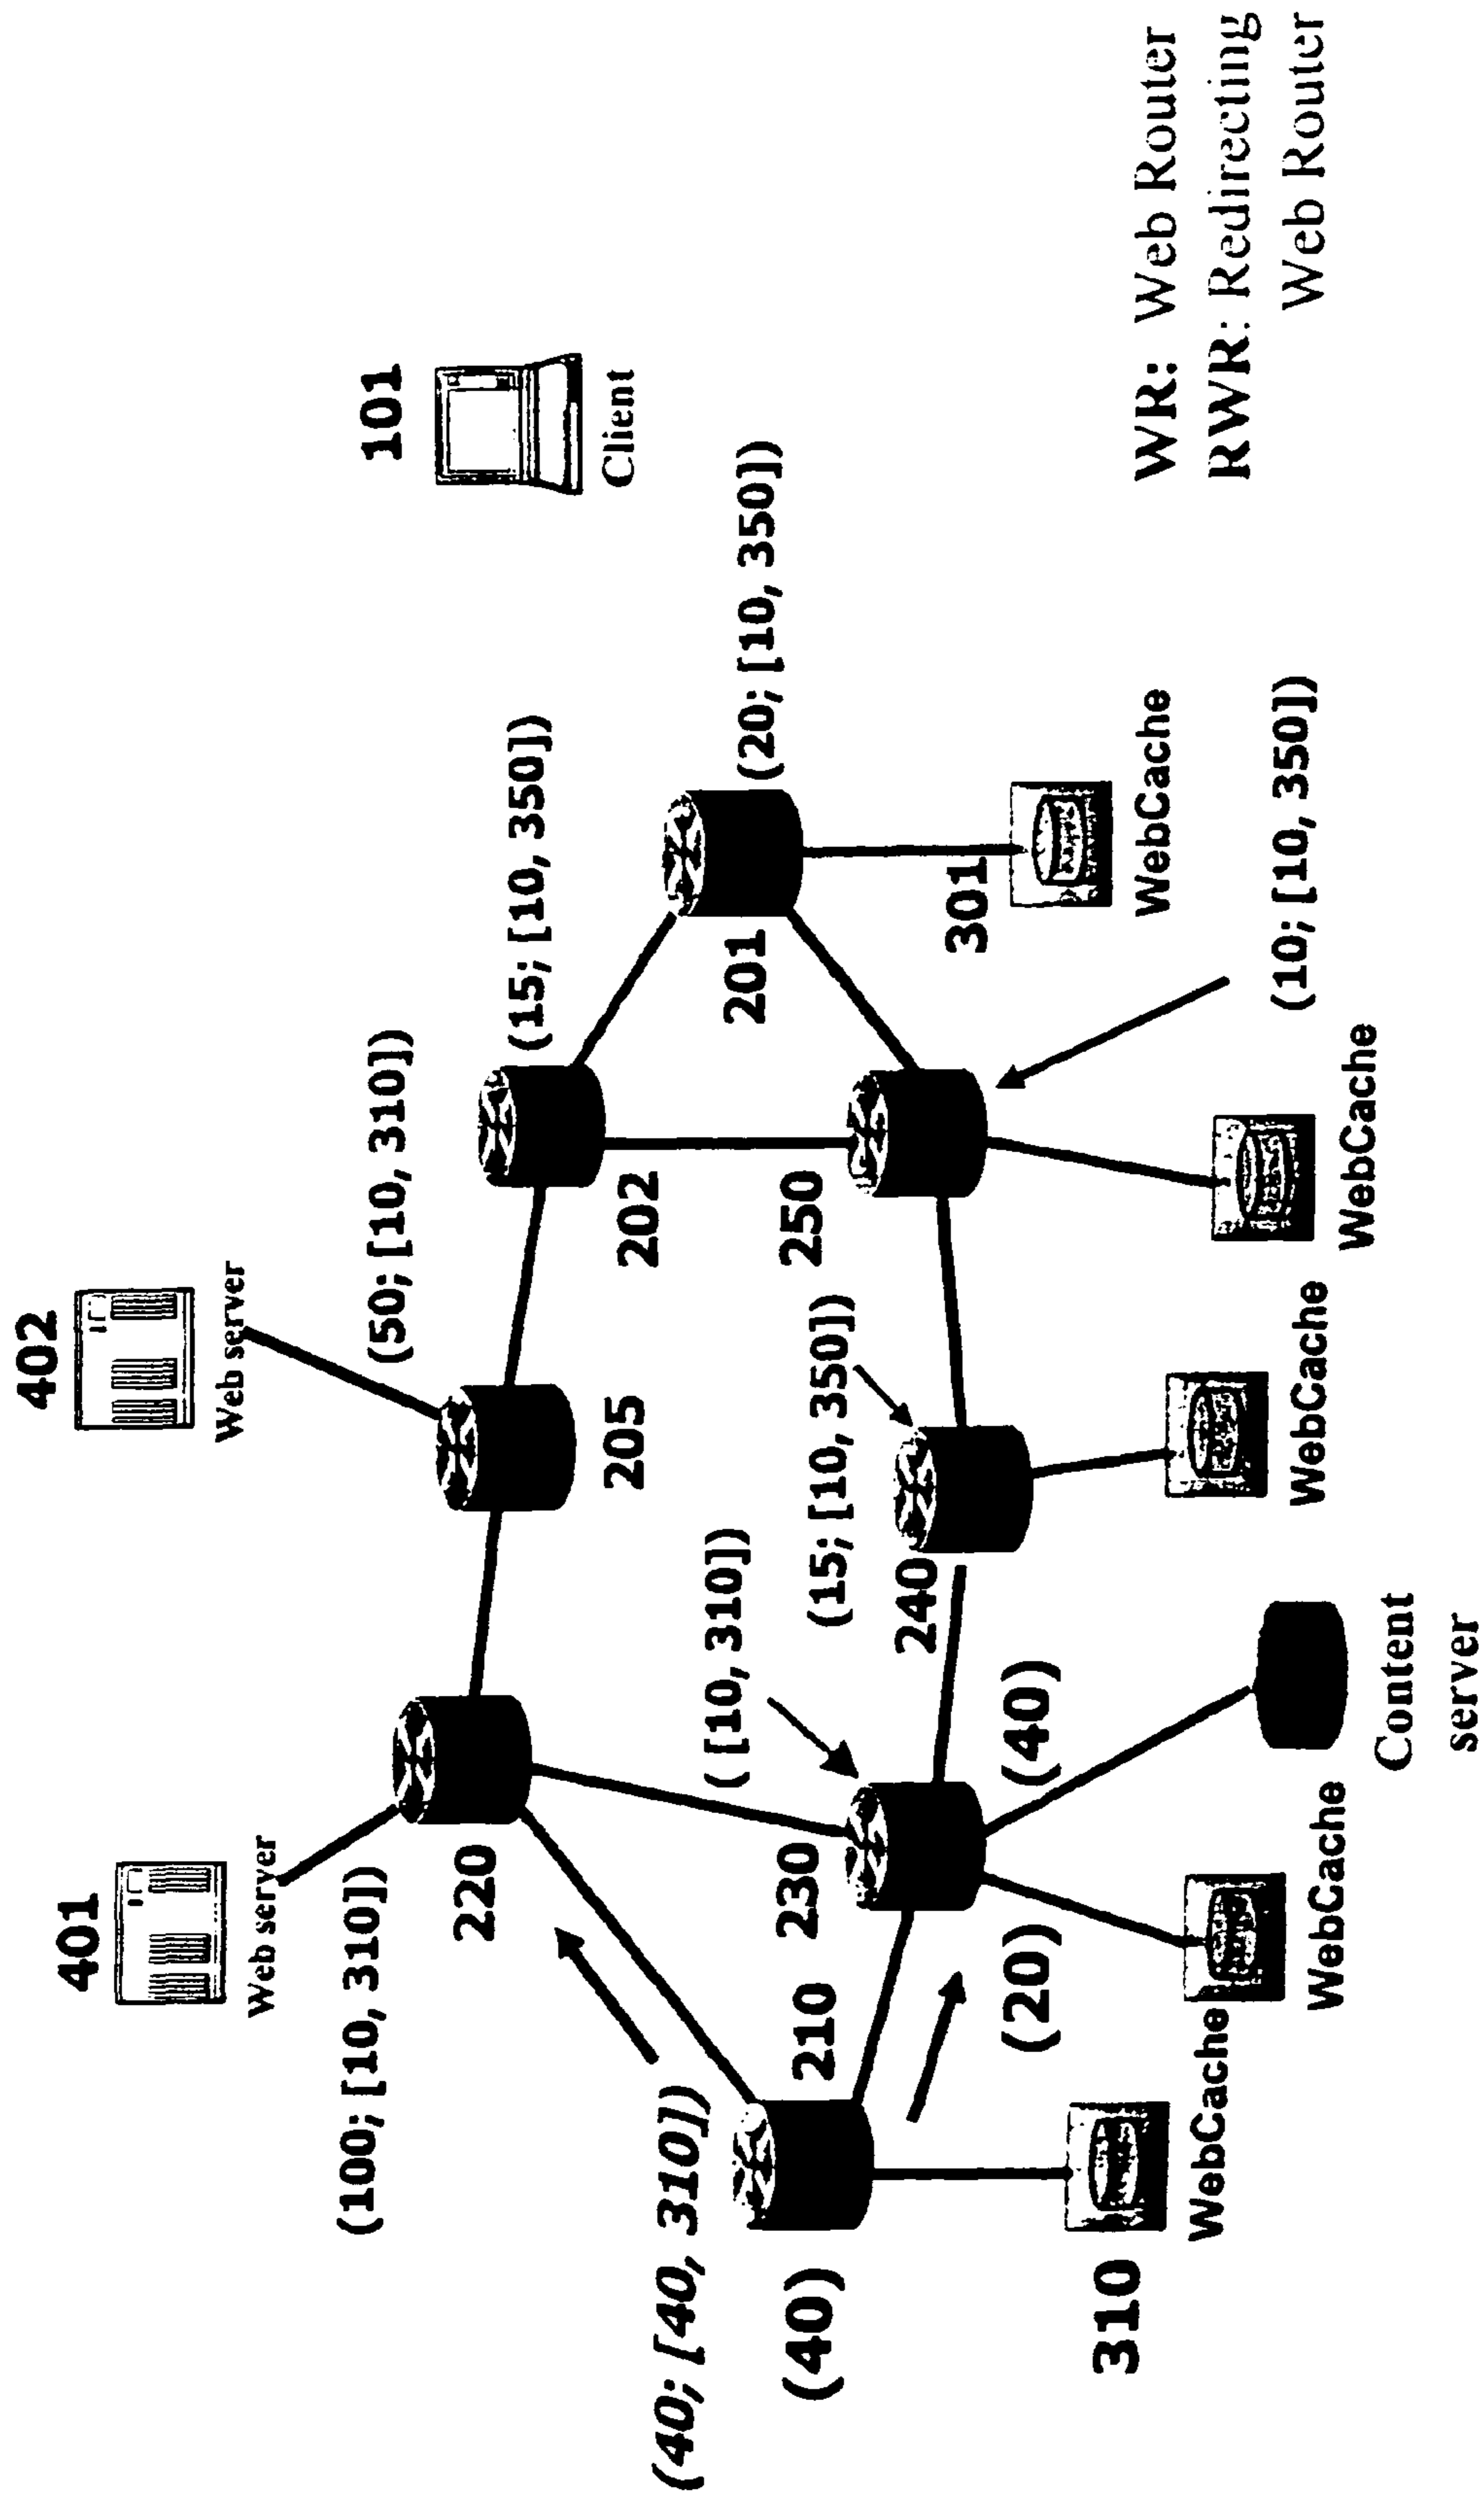 402
Web server
401
Web server
(50; [10, 310])
(15; [10, 350])
101
Client
(100; [10, 310])
220
205
202
(20; [10, 350])
(40; [40, 310])
([10, 310])
201
(40)
210
230
(15; [10, 350])
250
240
301
(20)
(40)
WebCache
310
WebCache
WebCache
Content
server
WebCache
WebCache
(10; [10, 350])
WR: Web Router
RWR: Redirecting
Web Router